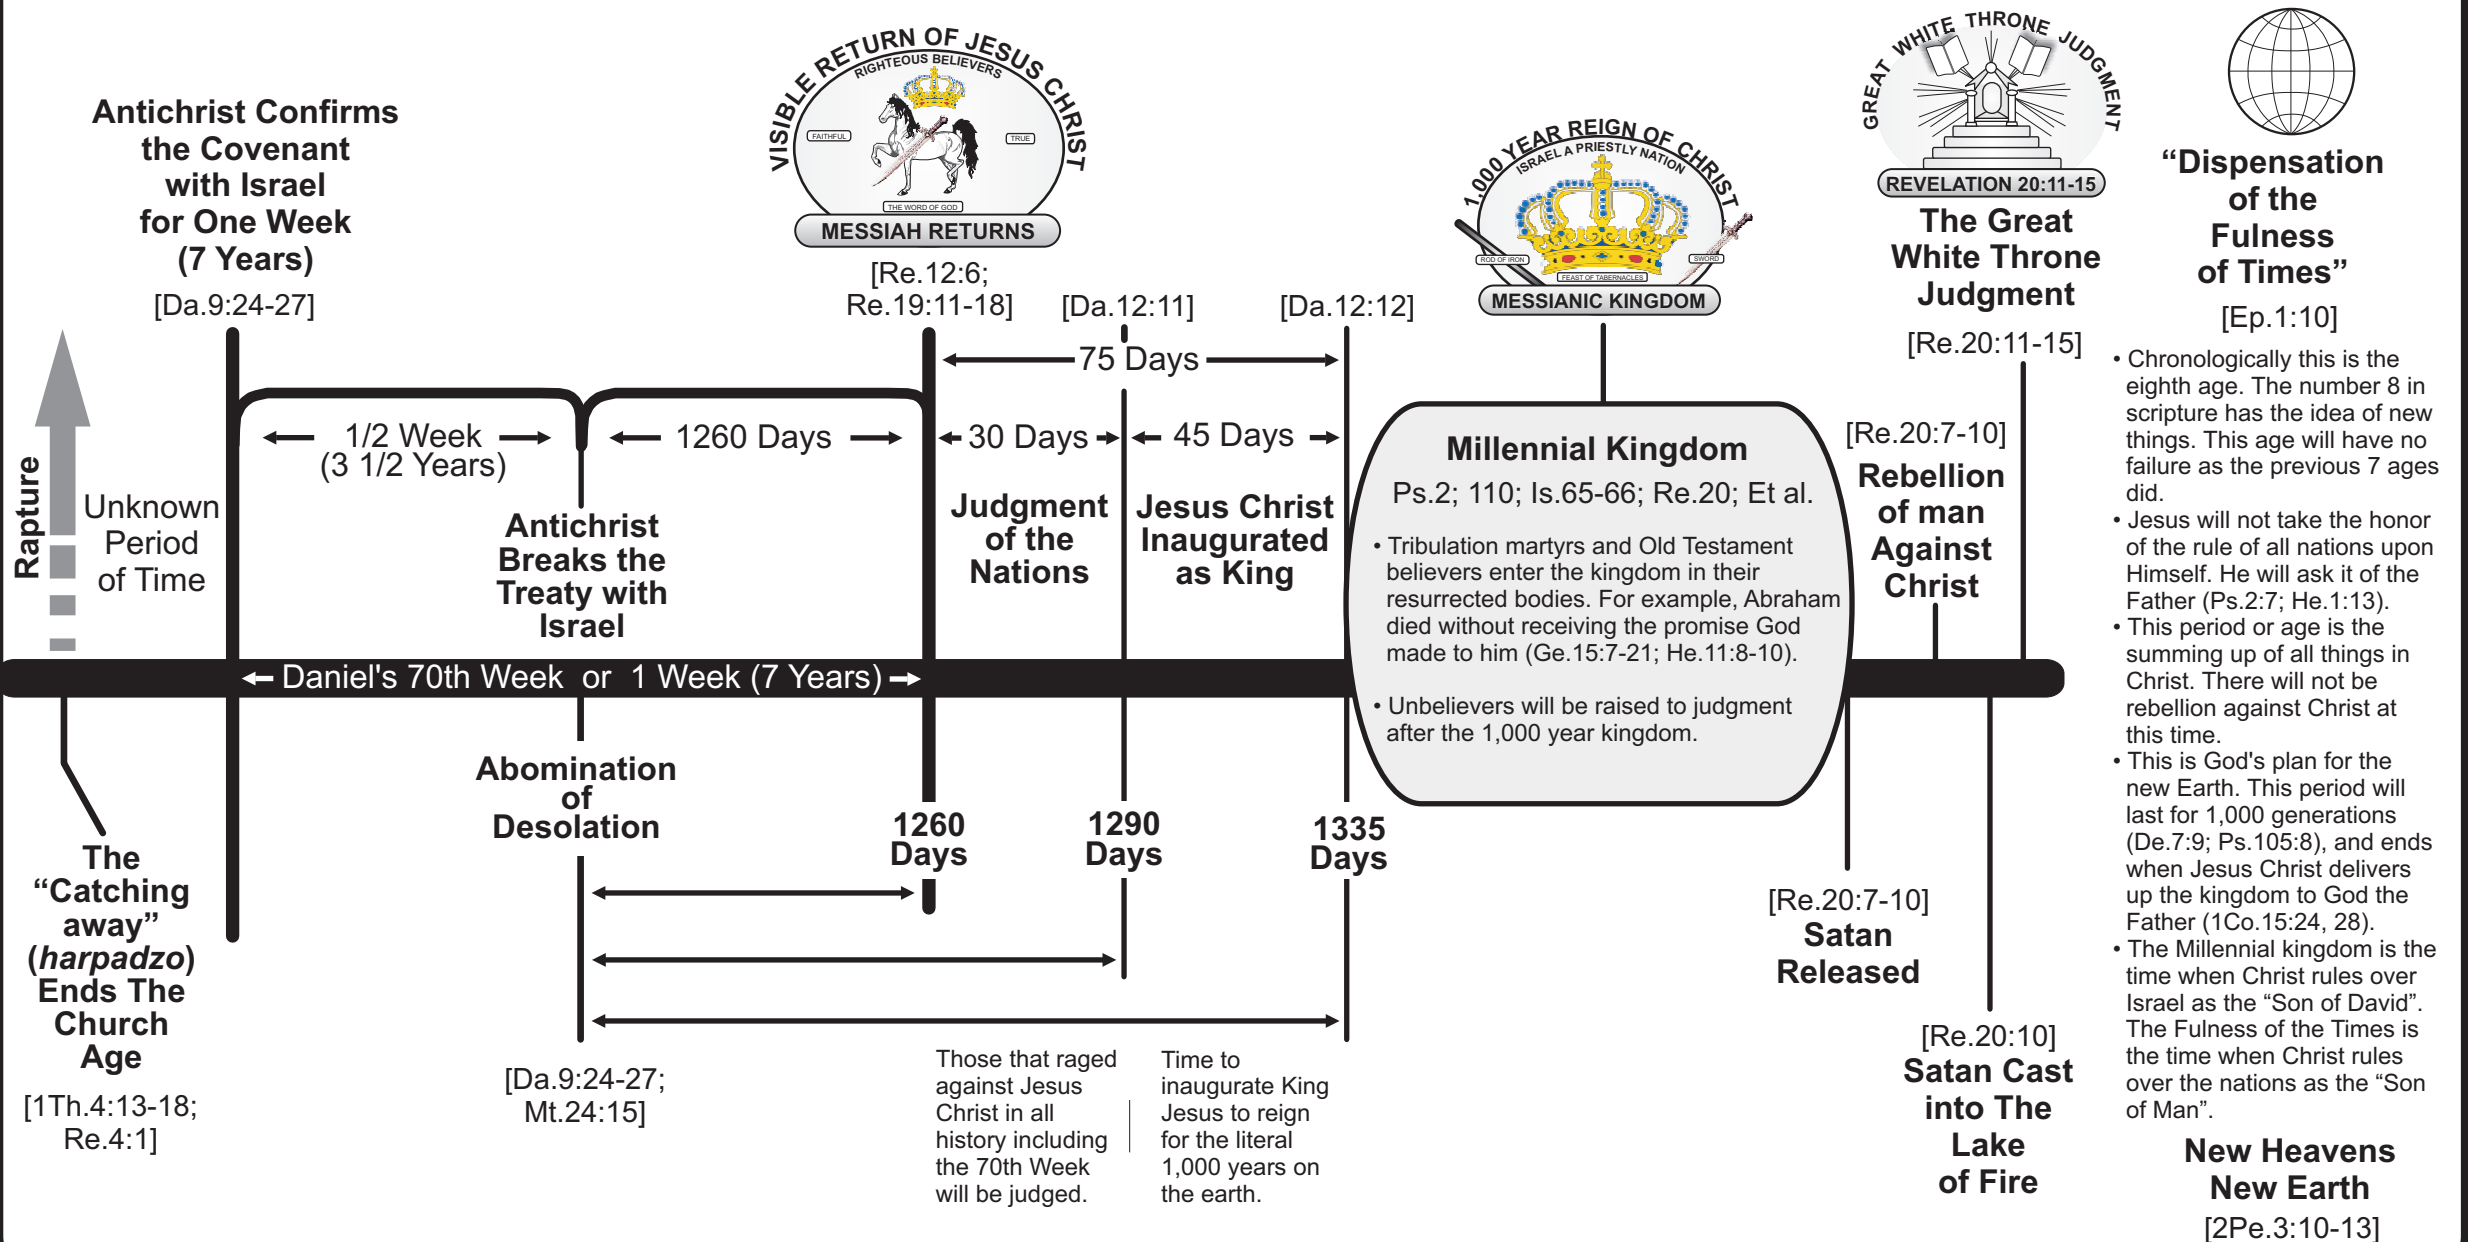 Rapture
Unknown
Period
of Time
The
“Catching
away”
(harpadzo)
Ends The
Church
Age
[1Th.4:13-18;
Re.4:1]
Antichrist Confirms
the Covenant
with Israel
for One Week
(7 Years)
[Da.9:24-27]
1/2 Week
(3 1/2 Years)
1260 Days
Antichrist
Breaks the
Treaty with
Israel
Daniel's 70th Week or 1 Week (7 Years)
Abomination
of
Desolation
[Da.9:24-27;
Mt.24:15]
VISIBLE RETURN OF JESUS CHRIST
RIGHTEOUS BELIEVERS
FAITHFUL
TRUE
THE WORD OF GOD
MESSIAH RETURNS
[Re.12:6;
Re.19:11-18]
[Da.12:11]
[Da.12:12]
75 Days
30 Days
45 Days
Judgment
of the
Nations
Jesus Christ
Inaugurated
as King
1260
Days
1290
Days
1335
Days
Those that raged
against Jesus
Christ in all
history including
the 70th Week
will be judged.
Time to
inaugurate King
Jesus to reign
for the literal
1,000 years on
the earth.
1,000 YEAR REIGN OF CHRIST
ISRAEL A PRIESTLY NATION
ROD OF IRON
SWORD
FEAST OF TABERNACLES
MESSIANIC KINGDOM
Millennial Kingdom
Ps.2; 110; Is.65-66; Re.20; Et al.
• Tribulation martyrs and Old Testament
believers enter the kingdom in their
resurrected bodies. For example, Abraham
died without receiving the promise God
made to him (Ge.15:7-21; He.11:8-10).
• Unbelievers will be raised to judgment
after the 1,000 year kingdom.
GREAT WHITE THRONE JUDGMENT
REVELATION 20:11-15
The Great
White Throne
Judgment
[Re.20:11-15]
[Re.20:7-10]
Rebellion
of man
Against
Christ
[Re.20:7-10]
Satan
Released
[Re.20:10]
Satan Cast
into The
Lake
of Fire
“Dispensation
of the
Fulness
of Times”
[Ep.1:10]
• Chronologically this is the
eighth age. The number 8 in
scripture has the idea of new
things. This age will have no
failure as the previous 7 ages
did.
• Jesus will not take the honor
of the rule of all nations upon
Himself. He will ask it of the
Father (Ps.2:7; He.1:13).
• This period or age is the
summing up of all things in
Christ. There will not be
rebellion against Christ at
this time.
• This is God's plan for the
new Earth. This period will
last for 1,000 generations
(De.7:9; Ps.105:8), and ends
when Jesus Christ delivers
up the kingdom to God the
Father (1Co.15:24, 28).
• The Millennial kingdom is the
time when Christ rules over
Israel as the “Son of David”.
The Fulness of the Times is
the time when Christ rules
over the nations as the “Son
of Man”.
New Heavens
New Earth
[2Pe.3:10-13]